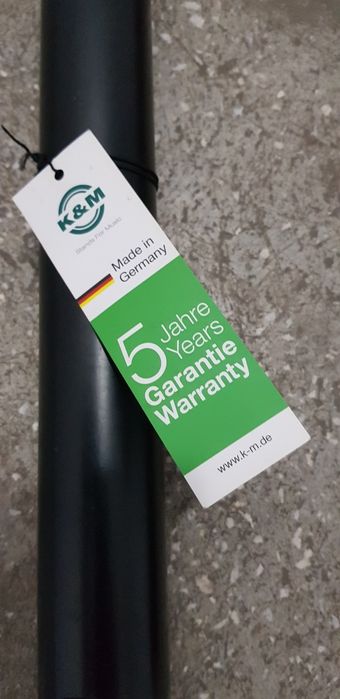 K&M
Stands For Music
Made in
Germany
5 Jahre
Years
Garantie
Warranty
www.k-m.de